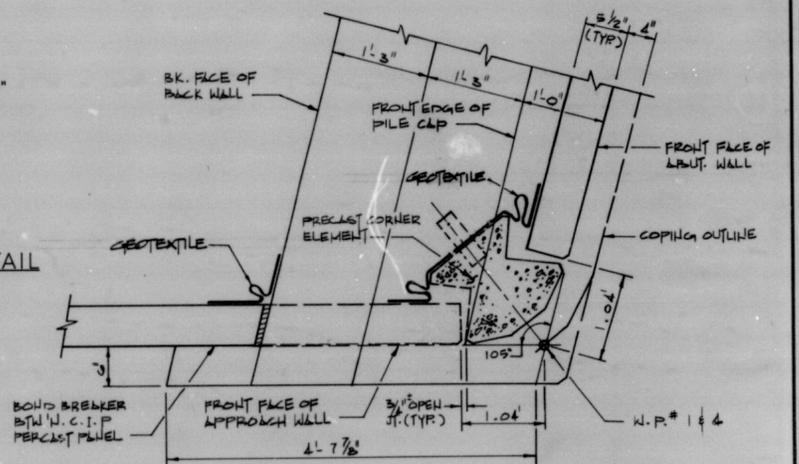 5 1/2" 4"
(TYP.)
1'-3" 1'-3" 1'-0"
BK. FACE OF
BACK WALL
FRONT EDGE OF
PILE CAP
FRONT FACE OF
ABUT. WALL
GEOTEXTILE
PRECAST CORNER
ELEMENT
GEOTEXTILE
COPING OUTLINE
TAIL
1.04'
105°
BOND BREAKER
BTW'N. C.I.P
PERCAST PANEL
FRONT FACE OF
APPROACH WALL
3/4"± OPEN
JT. (TYP.)
1.04'
W.P.# 1 & 4
4'-7 7/8"